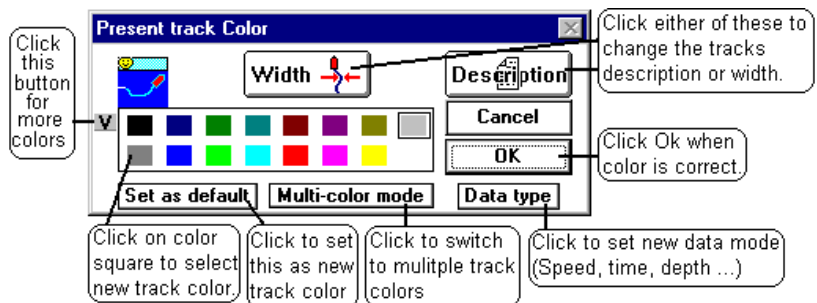 Present track Color
Click
this
button
for
more
colors
Click either of these to
change the tracks
description or width.
Width
Description
V
Cancel
OK
Click Ok when
color is correct.
Set as default
Multi-color mode
Data type
Click on color
square to select
new track color.
Click to set
this as new
track color
Click to switch
to mulitple track
colors
Click to set new data mode
(Speed, time, depth ...)